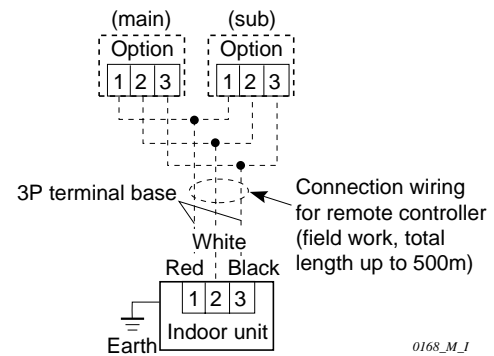 (main) (sub)
Option Option
1 2 3 1 2 3
3P terminal base
Connection wiring
for remote controller
(field work, total
length up to 500m)
White
Red Black
1 2 3
Indoor unit
Earth
0168_M_I